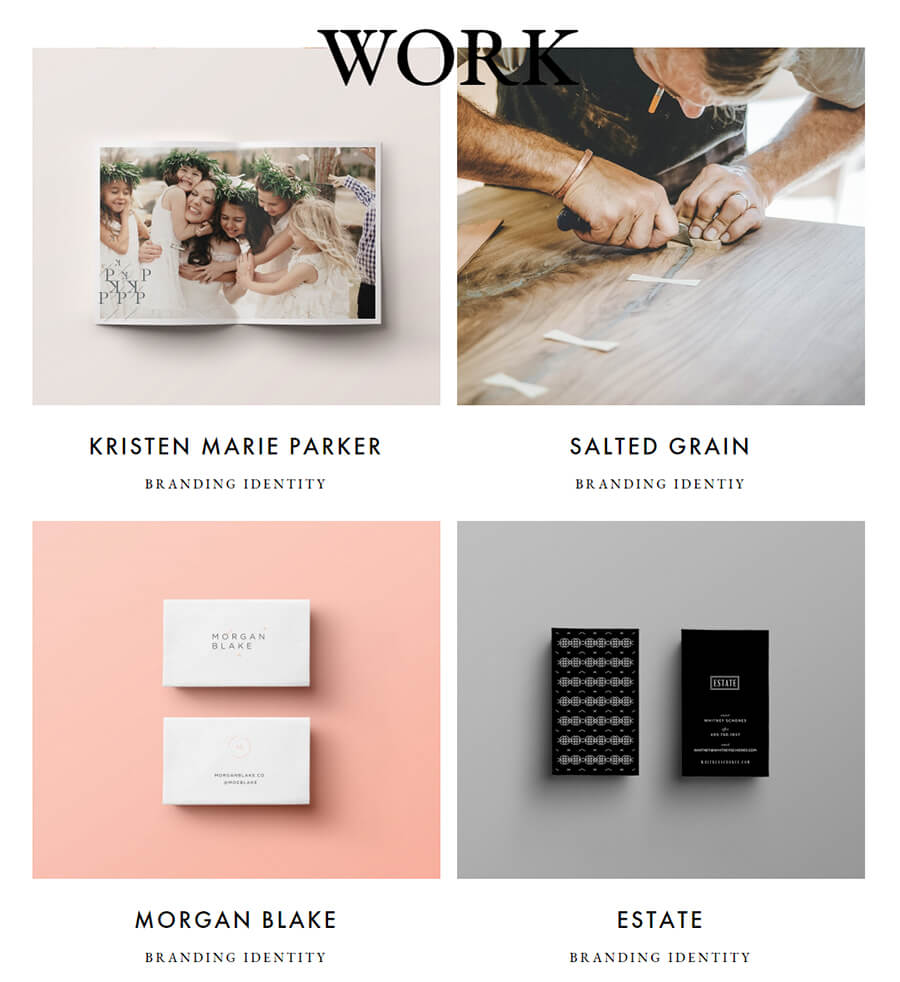 WORK
KRISTEN MARIE PARKER
SALTED GRAIN
BRANDING IDENTITY
BRANDING IDENTIY
MORGAN
BLAKE
MORGANBLAKE.CO
@MOEBLAKE
ESTATE
MORGAN BLAKE
ESTATE
BRANDING IDENTITY
BRANDING IDENTITY